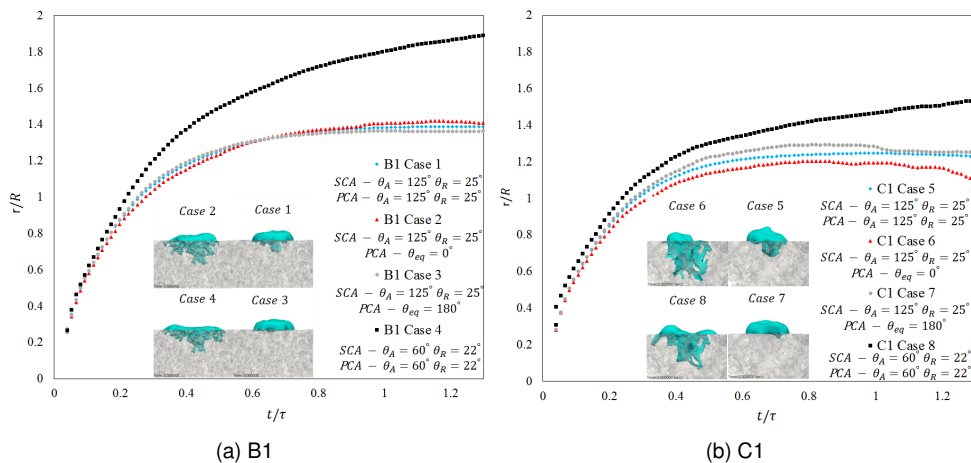 2
1.8
1.6
1.4
1.2
1
0.8
0.6
0.4
0.2
0
r/R
0 0.2 0.4 0.6 0.8 1 1.2
t/τ
B1 Case 1
SCA − θ_A = 125° θ_R = 25°
PCA − θ_A = 125° θ_R = 25°
B1 Case 2
SCA − θ_A = 125° θ_R = 25°
PCA − θ_eq = 0°
B1 Case 3
SCA − θ_A = 125° θ_R = 25°
PCA − θ_eq = 180°
B1 Case 4
SCA − θ_A = 60° θ_R = 22°
PCA − θ_A = 60° θ_R = 22°
Case 2 Case 1
Case 4 Case 3
(a) B1
2
1.8
1.6
1.4
1.2
1
0.8
0.6
0.4
0.2
0
r/R
0 0.2 0.4 0.6 0.8 1 1.2
t/τ
C1 Case 5
SCA − θ_A = 125° θ_R = 25°
PCA − θ_A = 125° θ_R = 25°
C1 Case 6
SCA − θ_A = 125° θ_R = 25°
PCA − θ_eq = 0°
C1 Case 7
SCA − θ_A = 125° θ_R = 25°
PCA − θ_eq = 180°
C1 Case 8
SCA − θ_A = 60° θ_R = 22°
PCA − θ_A = 60° θ_R = 22°
Case 6 Case 5
Case 8 Case 7
(b) C1